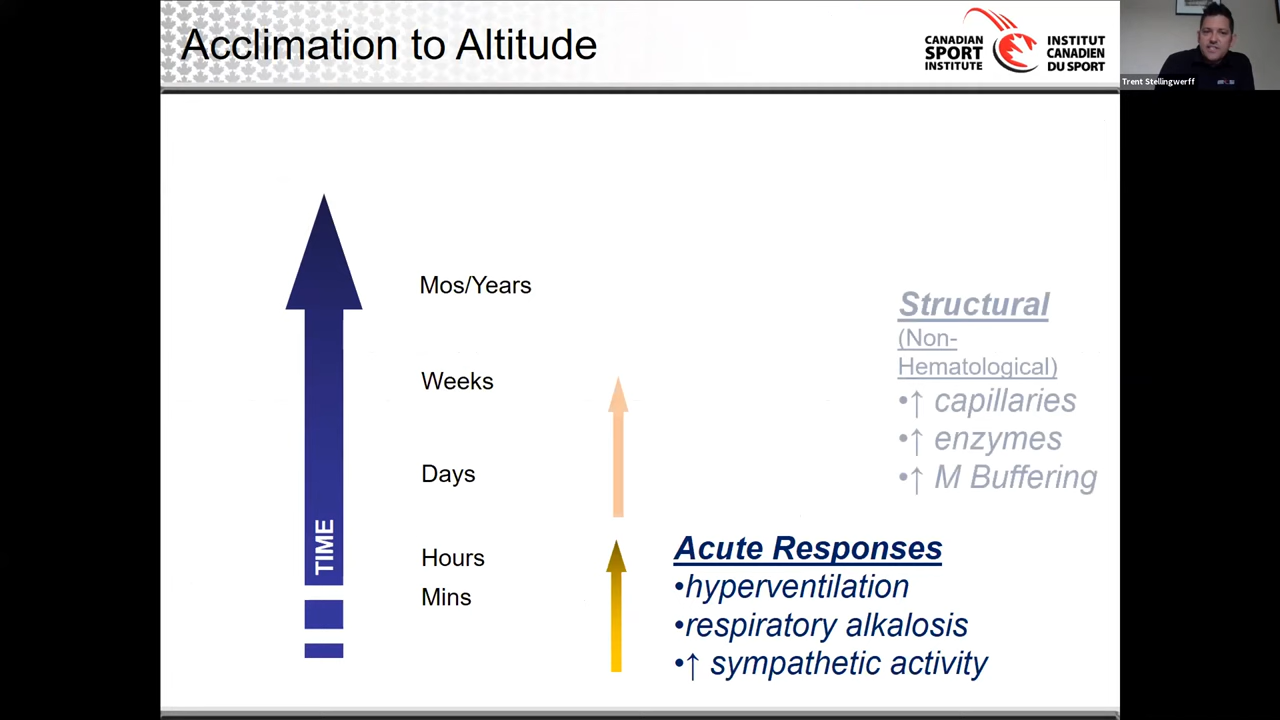 Acclimation to Altitude
CANADIAN
SPORT
INSTITUTE
INSTITUT
CANADIEN
DU SPORT
Trent Stellingwerff
Mos/Years
Weeks
Days
Hours
Mins
TIME
Structural
(Non-
Hematological)
•↑ capillaries
•↑ enzymes
•↑ M Buffering
Acute Responses
•hyperventilation
•respiratory alkalosis
•↑ sympathetic activity